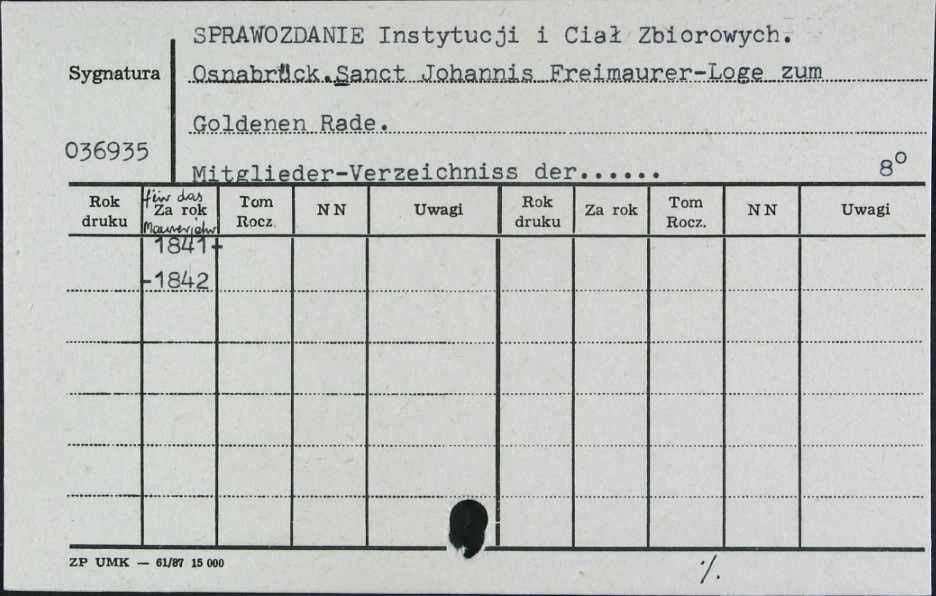 SPRAWOZDANIE Instytucji i Ciał Zbiorowych.
Sygnatura
Osnabrück.Sanct Johannis Freimaurer-Loge zum
Goldenen Rade.
036935
Mitglieder-Verzeichniss der......
8°
Rok druku für das Za rok Maurerjahr Tom Rocz. NN Uwagi Rok druku Za rok Tom Rocz. NN Uwagi
1841-
-1842
ZP UMK — 61/87 15 000
·/.